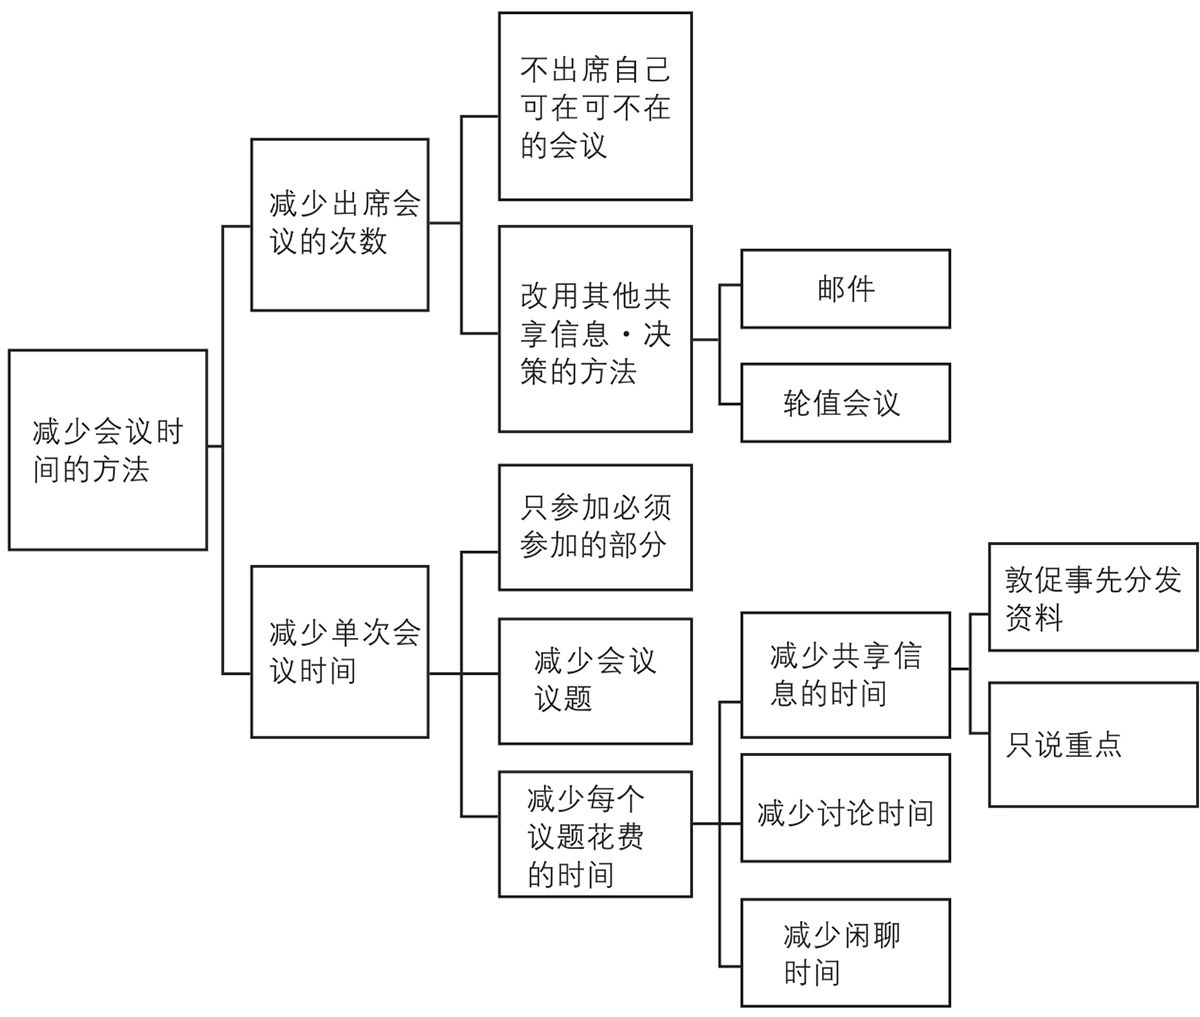 减少会议时
间的方法
减少出席会
议的次数
不出席自己
可在可不在
的会议
改用其他共
享信息·决
策的方法
邮件
轮值会议
减少单次会
议时间
只参加必须
参加的部分
减少会议
议题
减少每个
议题花费
的时间
减少共享信
息的时间
敦促事先分发
资料
只说重点
减少讨论时间
减少闲聊
时间